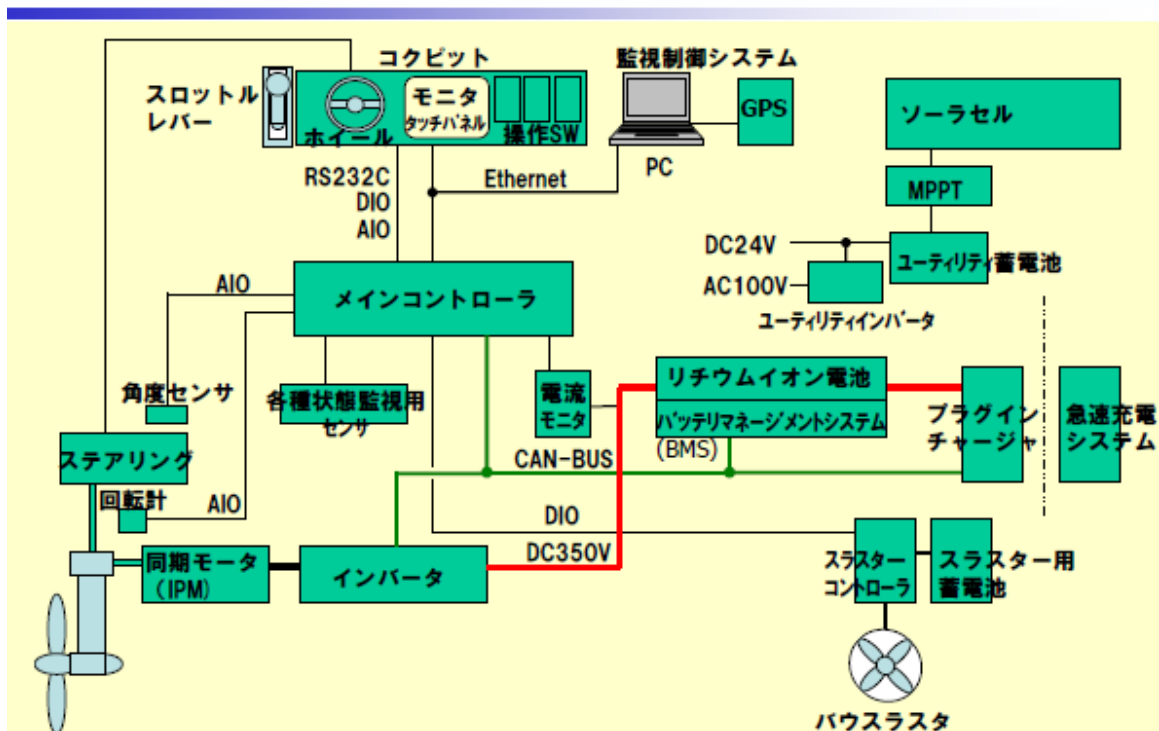 コクピット
監視制御システム
スロットル
レバー
モニタ
タッチパネル
ホイール
操作SW
GPS
PC
ソーラセル
RS232C
DIO
AIO
Ethernet
MPPT
DC24V
ユーティリティ蓄電池
AC100V
ユーティリティインバータ
AIO
メインコントローラ
角度センサ
各種状態監視用
センサ
電流
モニタ
リチウムイオン電池
バッテリマネージメントシステム
(BMS)
プラグイン
チャージャ
急速充電
システム
ステアリング
CAN-BUS
回転計
AIO
DIO
DC350V
同期モータ
(IPM)
インバータ
スラスター
コントローラ
スラスター用
蓄電池
バウスラスタ